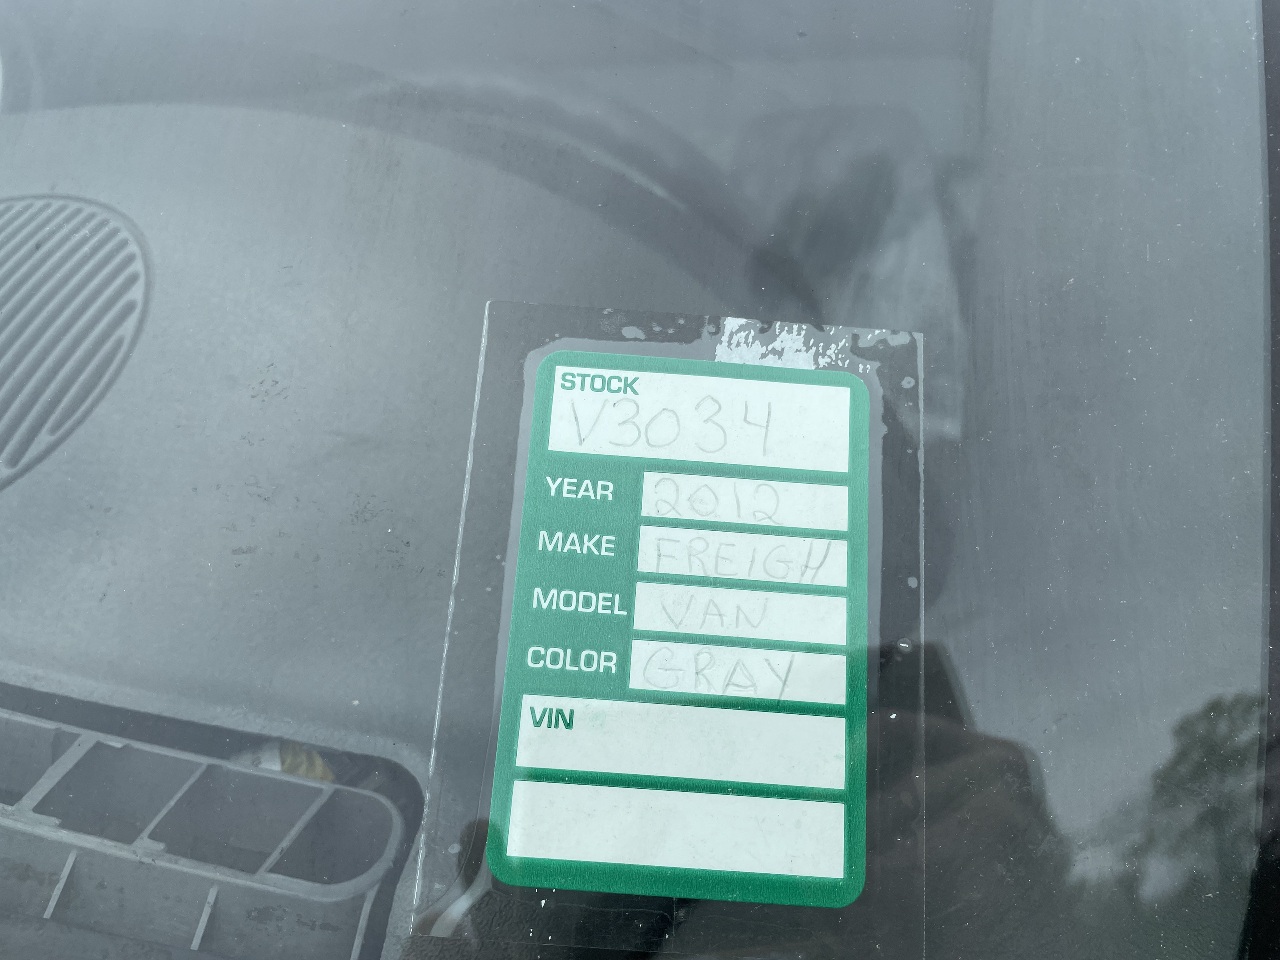 STOCK
V3034
YEAR 2012
MAKE FREIGH
MODEL VAN
COLOR GRAY
VIN